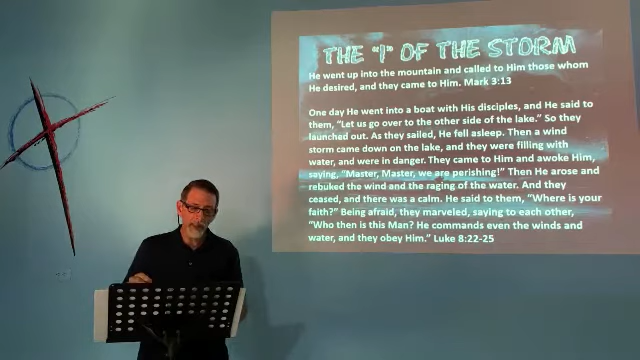 THE "I" OF THE STORM
He went up into the mountain and called to Him those whom
He desired, and they came to Him. Mark 3:13
One day He went into a boat with His disciples, and He said to
them, “Let us go over to the other side of the lake.” So they
launched out. As they sailed, He fell asleep. Then a wind
storm came down on the lake, and they were filling with
water, and were in danger. They came to Him and awoke Him,
saying, “Master, Master, we are perishing!” Then He arose and
rebuked the wind and the raging of the water. And they
ceased, and there was a calm. He said to them, “Where is your
faith?” Being afraid, they marveled, saying to each other,
“Who then is this Man? He commands even the winds and
water, and they obey Him.” Luke 8:22-25